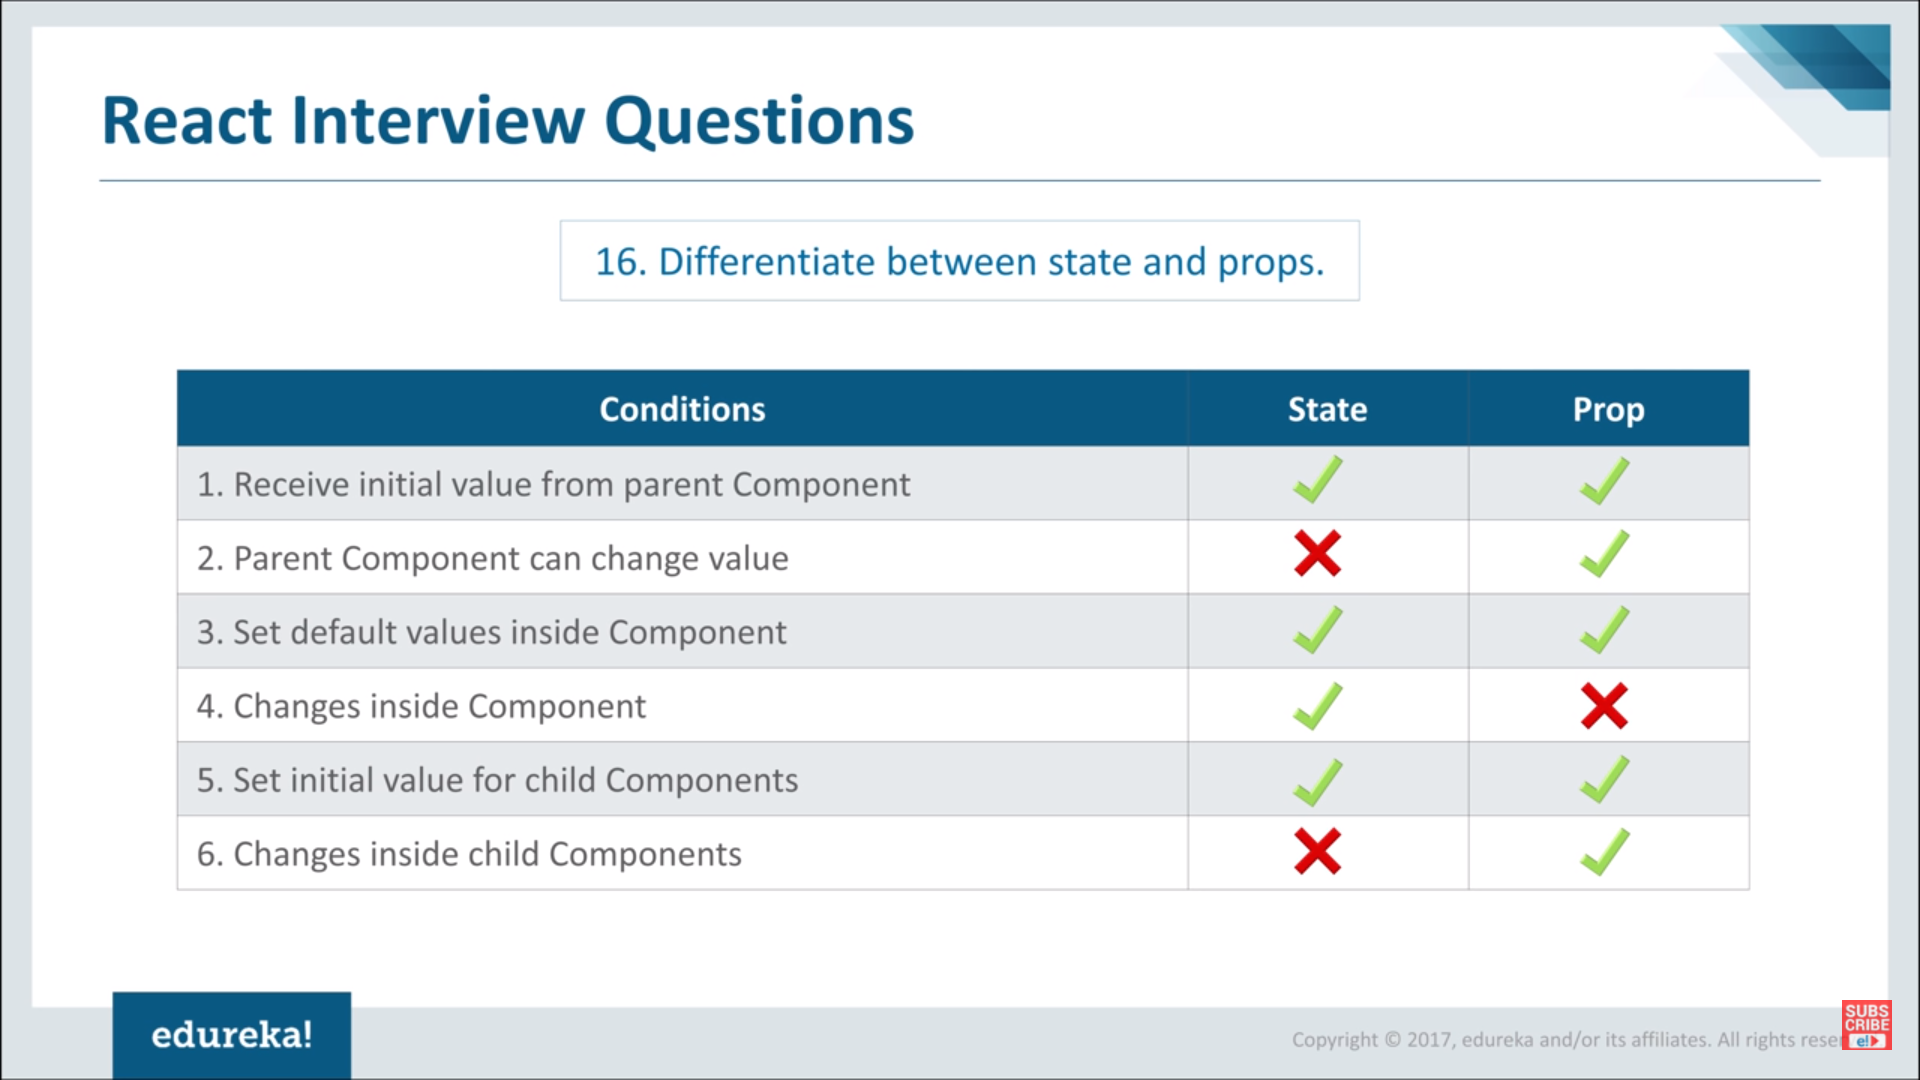 React Interview Questions
16. Differentiate between state and props.
Conditions State Prop
1. Receive initial value from parent Component
2. Parent Component can change value
3. Set default values inside Component
4. Changes inside Component
5. Set initial value for child Components
6. Changes inside child Components
edureka!
Copyright © 2017, edureka and/or its affiliates. All rights
SUBS
CRIBE
e!